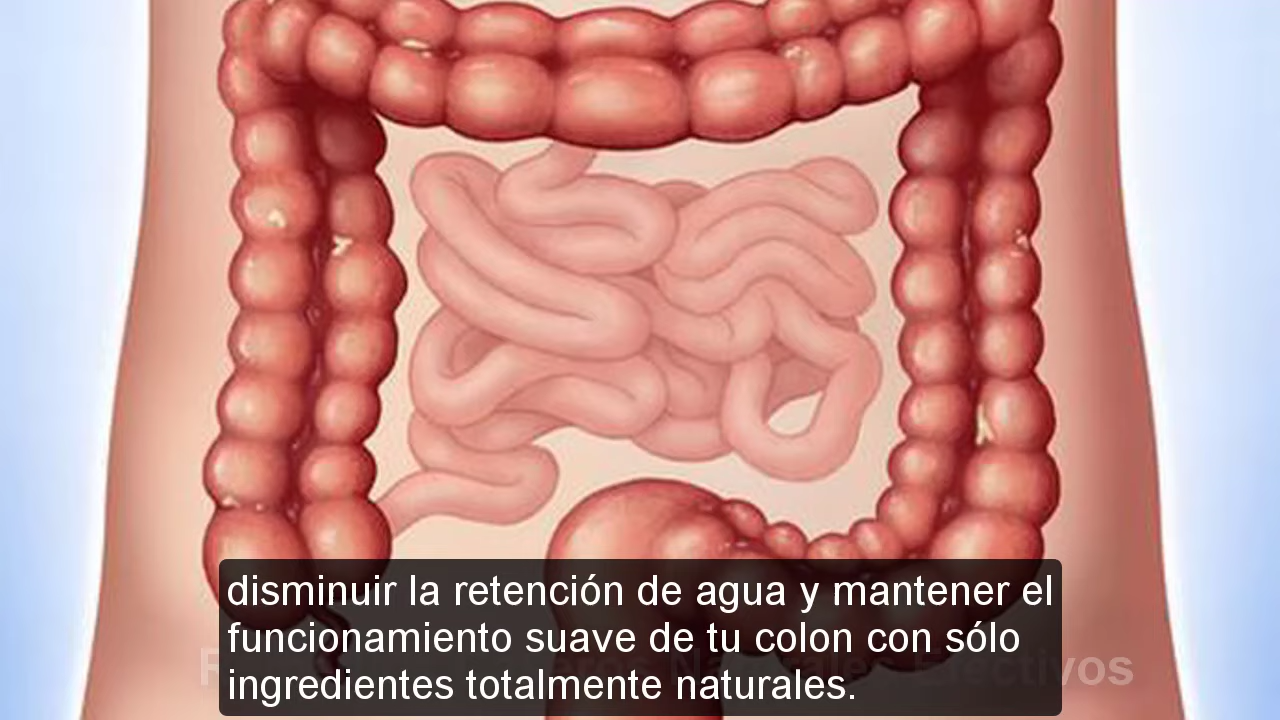 disminuir la retención de agua y mantener el
funcionamiento suave de tu colon con sólo
ingredientes totalmente naturales.